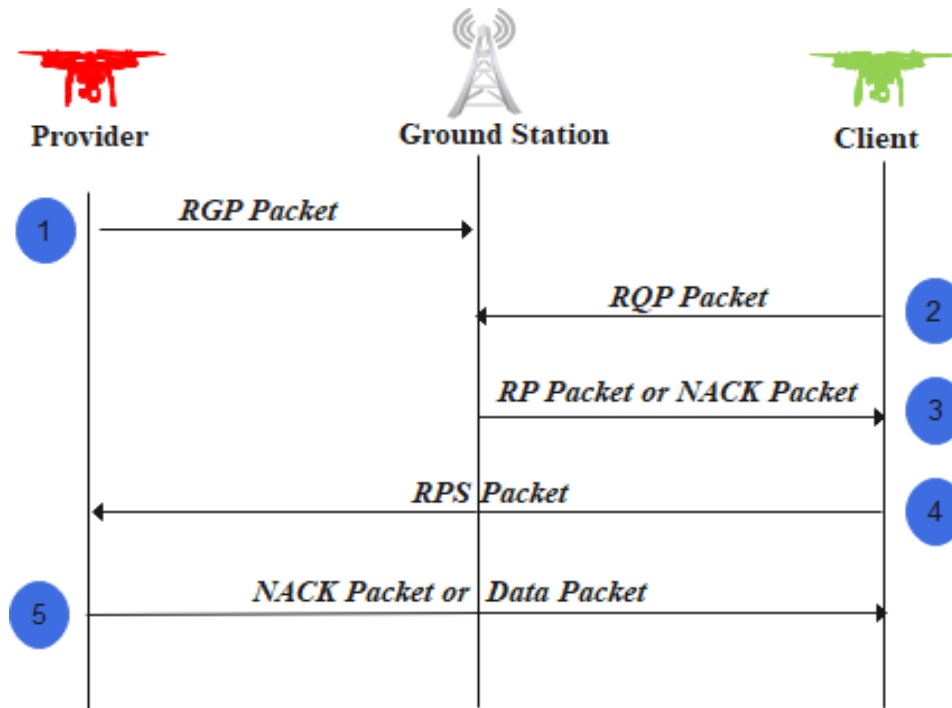 Provider
Ground Station
Client
1
RGP Packet
RQP Packet
2
RP Packet or NACK Packet
3
RPS Packet
4
5
NACK Packet or Data Packet